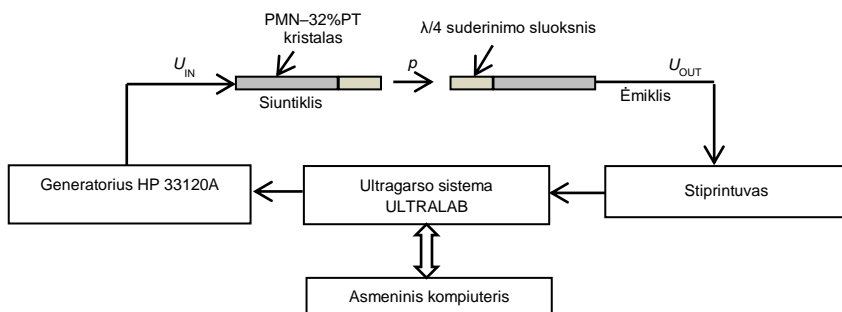 PMN–32%PT
kristalas
λ/4 suderinimo sluoksnis
U_IN
p
U_OUT
Siuntiklis
Ėmiklis
Generatorius HP 33120A
Ultragarso sistema
ULTRALAB
Stiprintuvas
Asmeninis kompiuteris